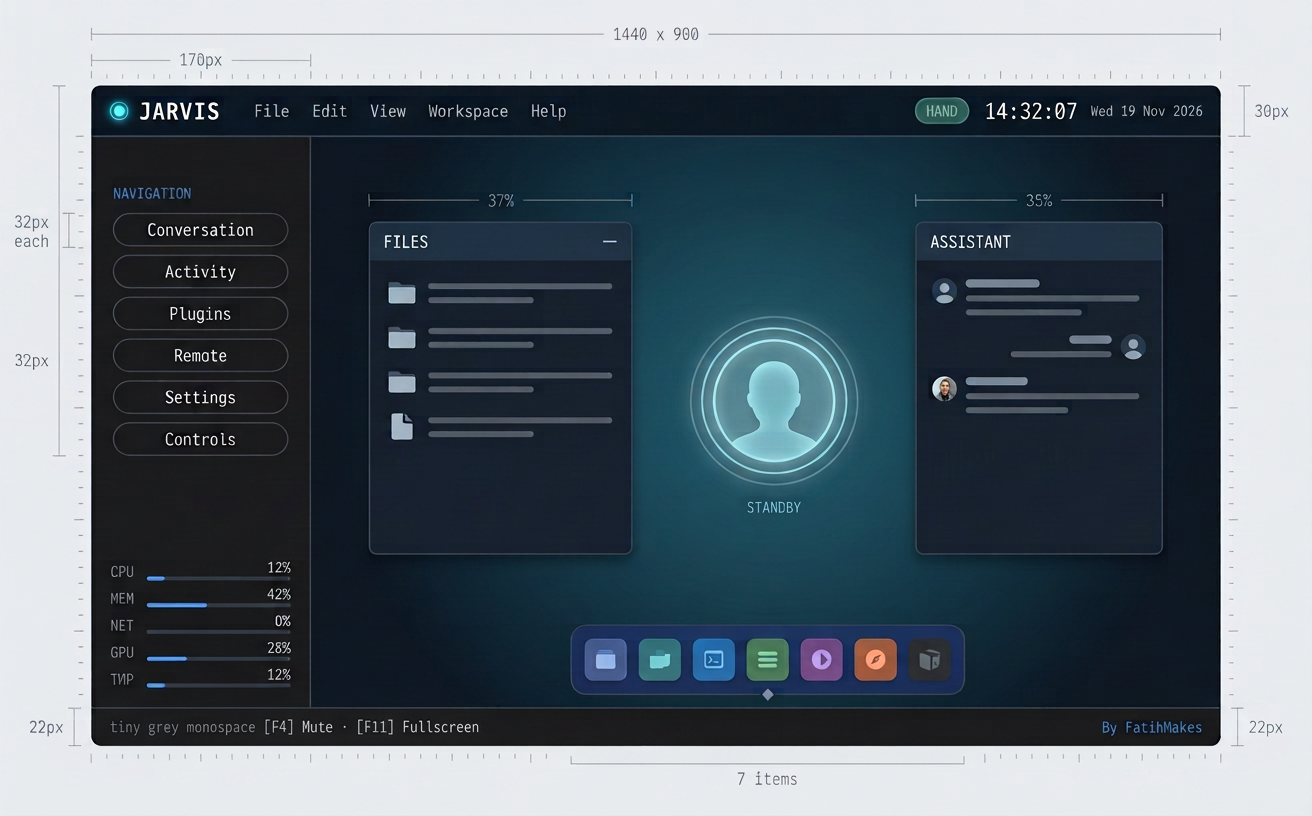 1440 x 900
170px
JARVIS File Edit View Workspace Help HAND 14:32:07 Wed 19 Nov 2026
30px
NAVIGATION
37%
35%
32px
each
Conversation
FILES
ASSISTANT
Activity
Plugins
Remote
32px
Settings
Controls
STANDBY
CPU 12%
MEM 42%
NET 0%
GPU 28%
TMP 12%
22px
tiny grey monospace [F4] Mute · [F11] Fullscreen
By FatihMakes
22px
7 items